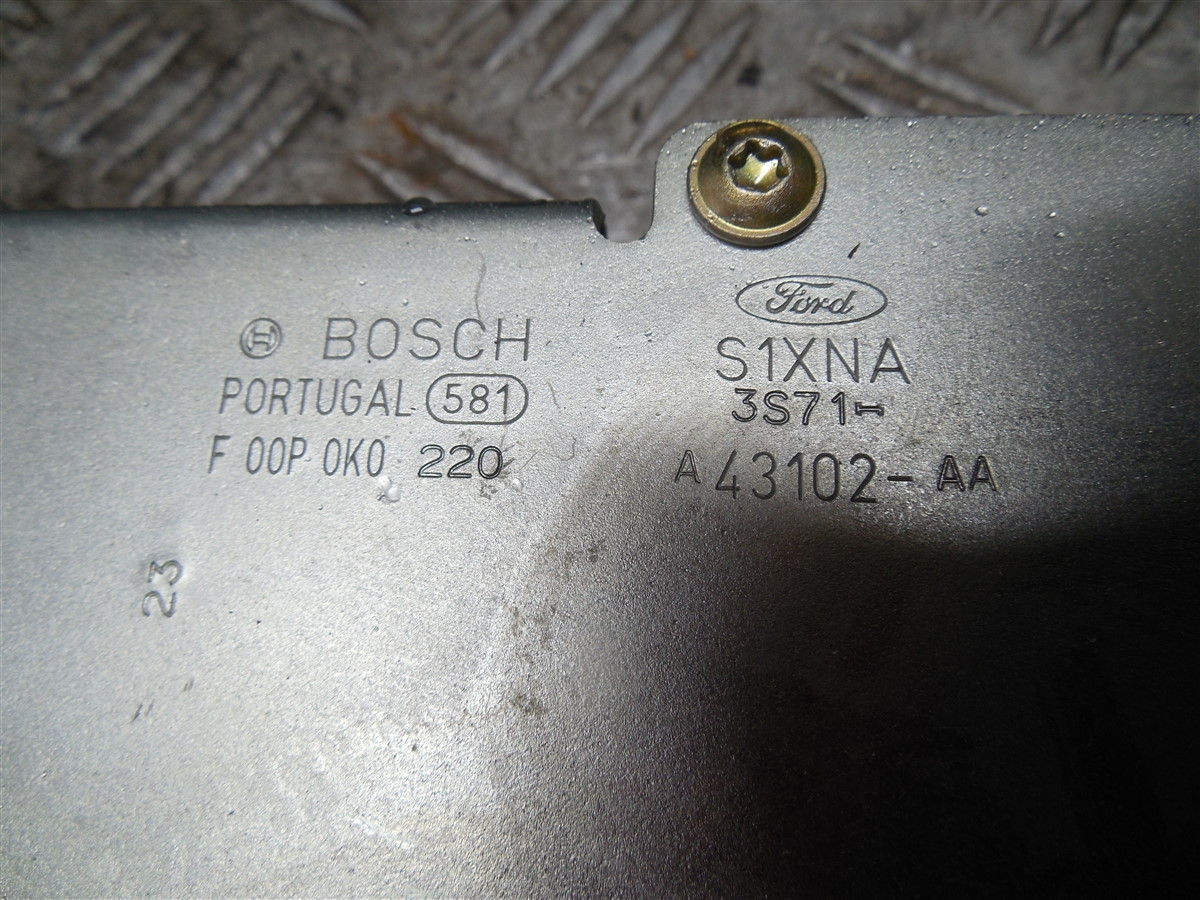 BOSCH
PORTUGAL 581
F 00P 0K0 220
23
Ford
S1XNA
3S71-
A 43102- AA